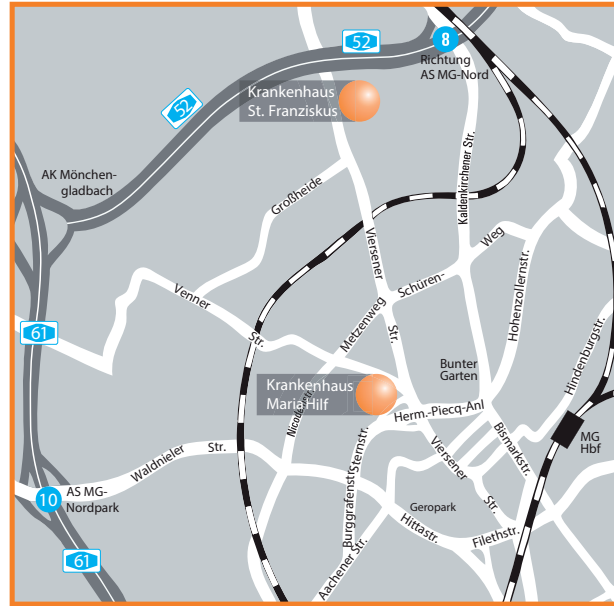 52
8
Richtung
AS MG-Nord
Krankenhaus
St. Franziskus
52
Kaldenkirchener Str.
AK Mönchen-
gladbach
Großheide
Viersener
Str.
Schüren-
Weg
Hohenzollernstr.
Venner
Str.
Metzenweg
61
Hindenburgstr.
Bunter
Garten
Krankenhaus
Maria Hilf
Herm.-Piecq-Anl
Bismarkstr.
MG
Hbf
Waldnieler
Str.
Sternstr.
Viersener
Str.
10
AS MG-
Nordpark
Burggrafenstr.
Geropark
Hittastr.
Filethstr.
Aachener Str.
61